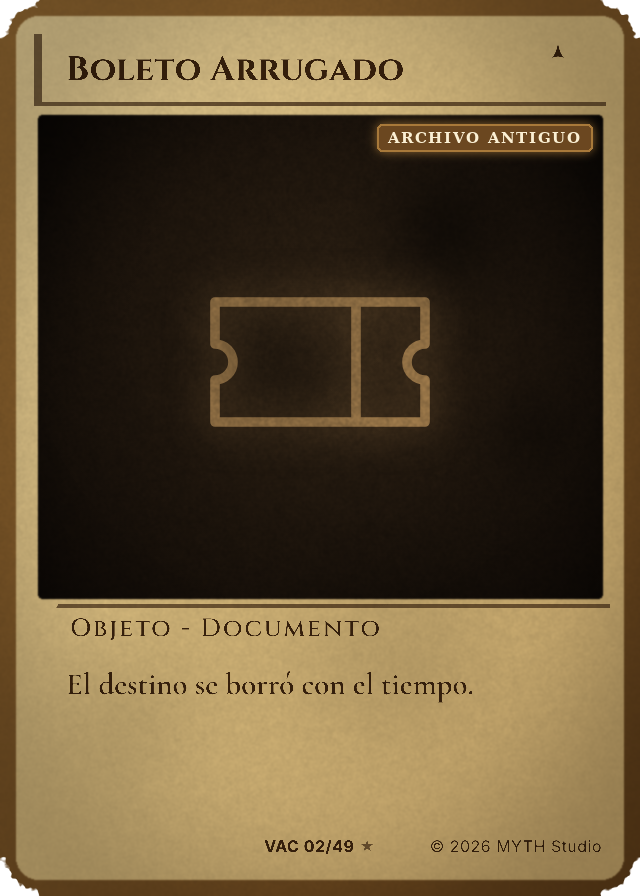 Boleto Arrugado
ARCHIVO ANTIGUO
Objeto - Documento
El destino se borró con el tiempo.
VAC 02/49 ★
© 2026 MYTH Studio